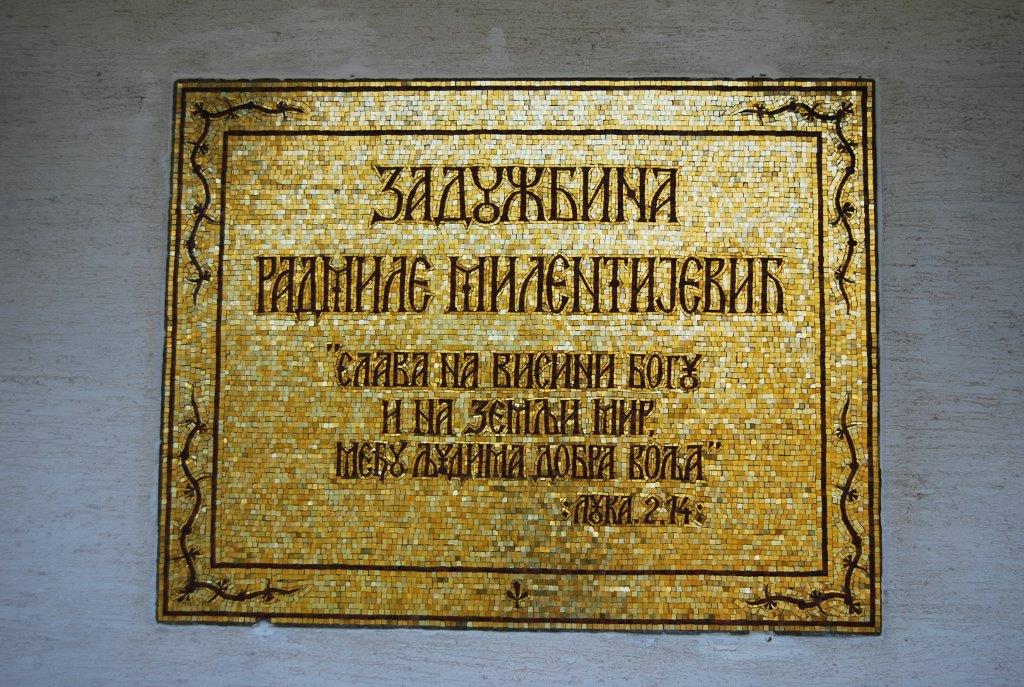 ЗАДУЖБИНА
РАДМИЛЕ МИЛЕНТИЈЕВИЋ
"СЛАВА НА ВИСИНИ БОГУ
И НА ЗЕМЉИ МИР,
МЕЂУ ЉУДИМА ДОБРА ВОЉА"
:ЛУКА. 2.14: